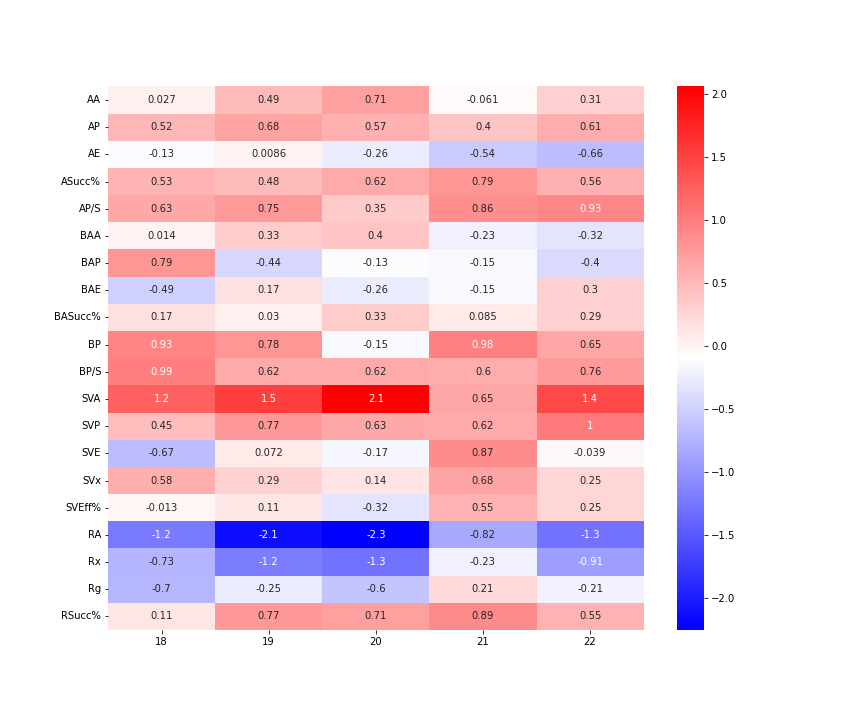 AA 0.027 0.49 0.71 -0.061 0.31
AP 0.52 0.68 0.57 0.4 0.61
AE -0.13 0.0086 -0.26 -0.54 -0.66
ASucc% 0.53 0.48 0.62 0.79 0.56
AP/S 0.63 0.75 0.35 0.86 0.93
BAA 0.014 0.33 0.4 -0.23 -0.32
BAP 0.79 -0.44 -0.13 -0.15 -0.4
BAE -0.49 0.17 -0.26 -0.15 0.3
BASucc% 0.17 0.03 0.33 0.085 0.29
BP 0.93 0.78 -0.15 0.98 0.65
BP/S 0.99 0.62 0.62 0.6 0.76
SVA 1.2 1.5 2.1 0.65 1.4
SVP 0.45 0.77 0.63 0.62 1
SVE -0.67 0.072 -0.17 0.87 -0.039
SVx 0.58 0.29 0.14 0.68 0.25
SVEff% -0.013 0.11 -0.32 0.55 0.25
RA -1.2 -2.1 -2.3 -0.82 -1.3
Rx -0.73 -1.2 -1.3 -0.23 -0.91
Rg -0.7 -0.25 -0.6 0.21 -0.21
RSucc% 0.11 0.77 0.71 0.89 0.55
18 19 20 21 22
2.0
1.5
1.0
0.5
0.0
−0.5
−1.0
−1.5
−2.0